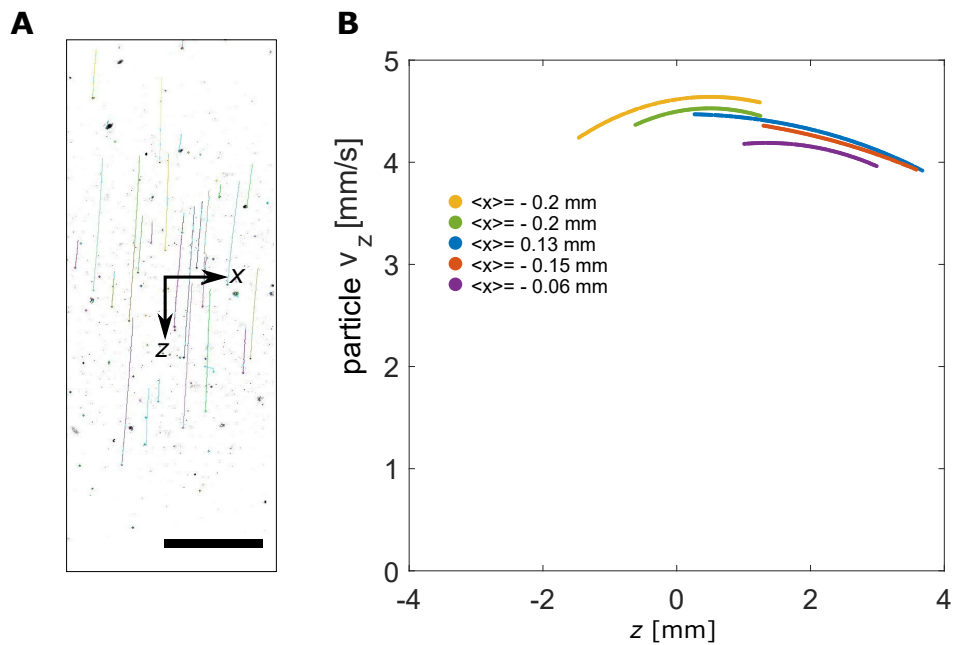 A
B
x
z
5
4
3
2
1
0
particle v_z [mm/s]
<x>= - 0.2 mm
<x>= - 0.2 mm
<x>= 0.13 mm
<x>= - 0.15 mm
<x>= - 0.06 mm
-4
-2
0
2
4
z [mm]